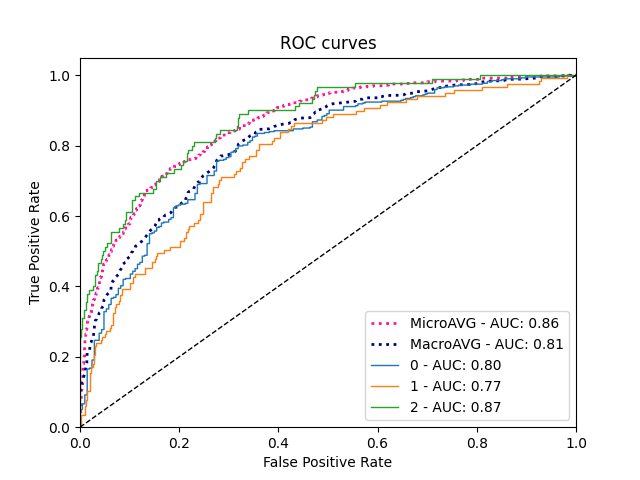 ROC curves
1.0
0.8
0.6
0.4
0.2
0.0
True Positive Rate
MicroAVG - AUC: 0.86
MacroAVG - AUC: 0.81
0 - AUC: 0.80
1 - AUC: 0.77
2 - AUC: 0.87
0.0 0.2 0.4 0.6 0.8 1.0
False Positive Rate